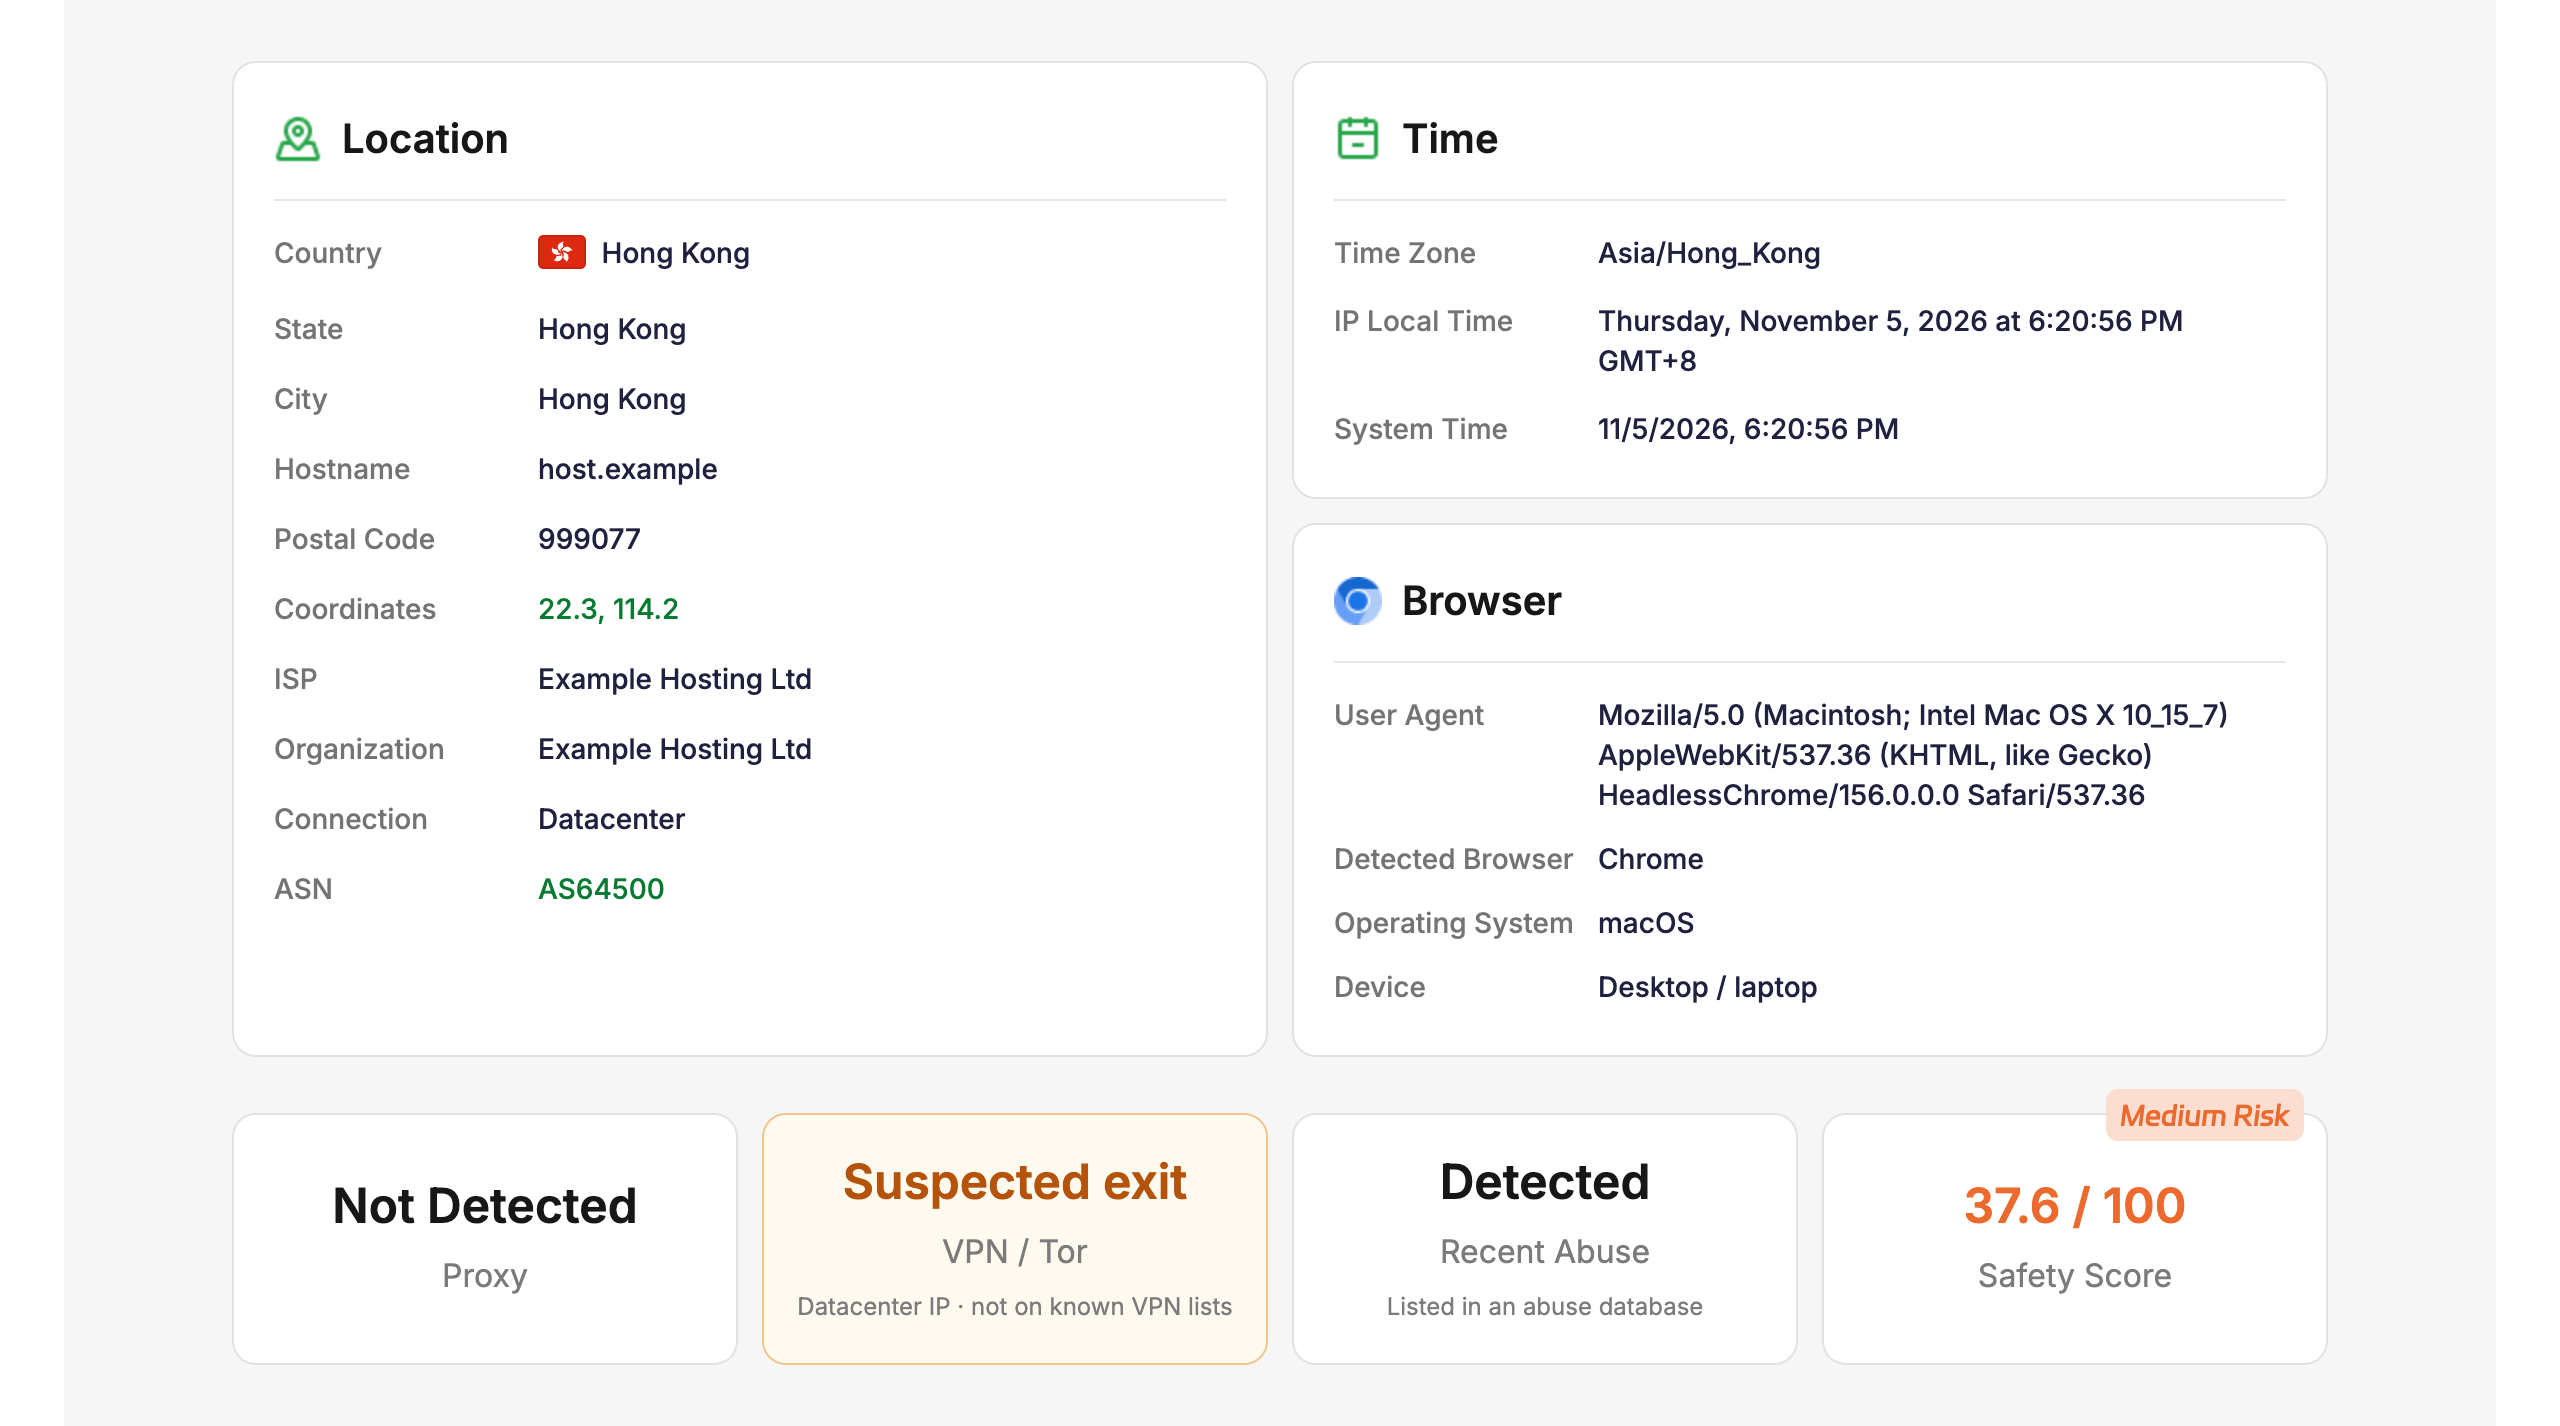 Location
Country Hong Kong
State Hong Kong
City Hong Kong
Hostname host.example
Postal Code 999077
Coordinates 22.3, 114.2
ISP Example Hosting Ltd
Organization Example Hosting Ltd
Connection Datacenter
ASN AS64500
Time
Time Zone Asia/Hong_Kong
IP Local Time Thursday, November 5, 2026 at 6:20:56 PM
GMT+8
System Time 11/5/2026, 6:20:56 PM
Browser
User Agent Mozilla/5.0 (Macintosh; Intel Mac OS X 10_15_7)
AppleWebKit/537.36 (KHTML, like Gecko)
HeadlessChrome/156.0.0.0 Safari/537.36
Detected Browser Chrome
Operating System macOS
Device Desktop / laptop
Not Detected
Proxy
Suspected exit
VPN / Tor
Datacenter IP · not on known VPN lists
Detected
Recent Abuse
Listed in an abuse database
Medium Risk
37.6 / 100
Safety Score